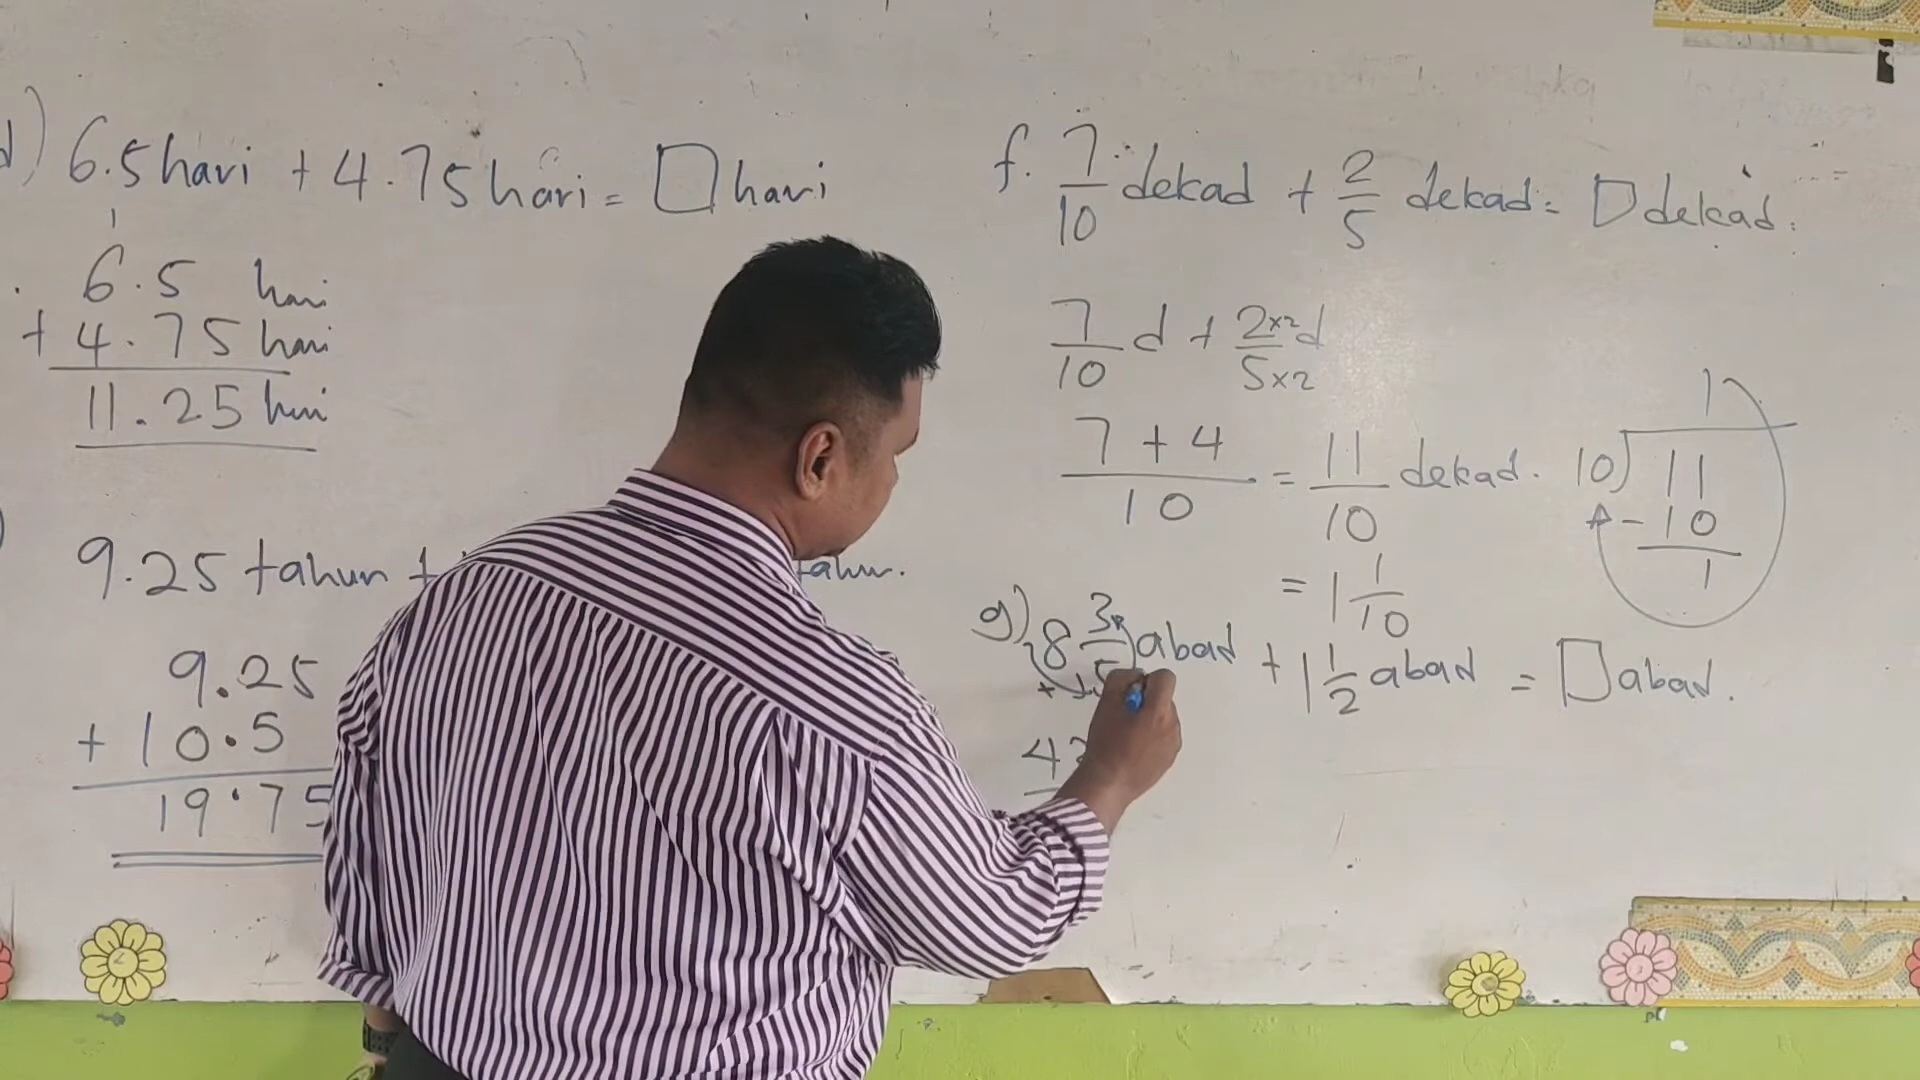 d) 6.5 hari + 4.75 hari = □ hari
1
6.5 hari
+ 4.75 hari
11.25 hari
9.25 tahun + tahun.
9.25
+ 10.5
19.75
f. 7/10 dekad + 2/5 dekad = □ dekad.
7/10 d + 2×2/5×2 d
7 + 4/10 = 11/10 dekad.
= 1 1/10
1
10) 11
- 10
1
g) 8 3/5 abad + 1 1/2 abad = □ abad.